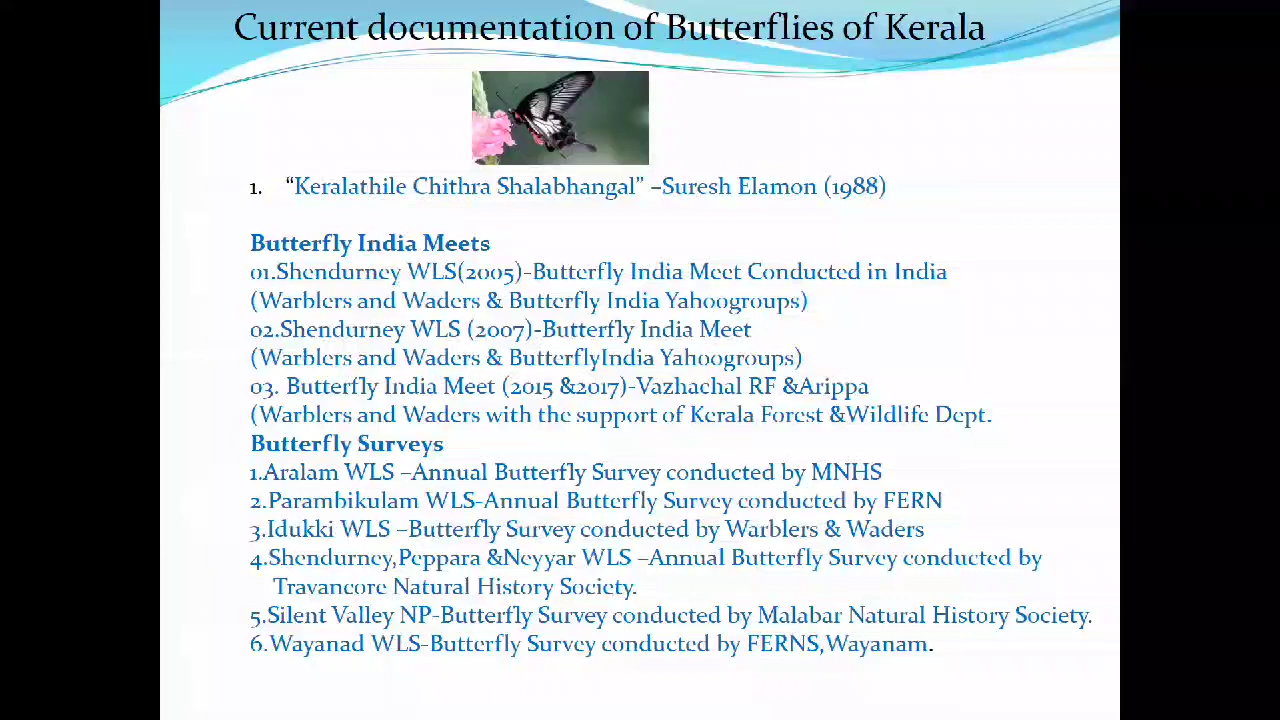 Current documentation of Butterflies of Kerala
1. “Keralathile Chithra Shalabhangal” –Suresh Elamon (1988)
Butterfly India Meets
01.Shendurney WLS(2005)-Butterfly India Meet Conducted in India
(Warblers and Waders & Butterfly India Yahoogroups)
02.Shendurney WLS (2007)-Butterfly India Meet
(Warblers and Waders & ButterflyIndia Yahoogroups)
03. Butterfly India Meet (2015 &2017)-Vazhachal RF &Arippa
(Warblers and Waders with the support of Kerala Forest &Wildlife Dept.
Butterfly Surveys
1.Aralam WLS –Annual Butterfly Survey conducted by MNHS
2.Parambikulam WLS-Annual Butterfly Survey conducted by FERN
3.Idukki WLS –Butterfly Survey conducted by Warblers & Waders
4.Shendurney,Peppara &Neyyar WLS –Annual Butterfly Survey conducted by
Travancore Natural History Society.
5.Silent Valley NP-Butterfly Survey conducted by Malabar Natural History Society.
6.Wayanad WLS-Butterfly Survey conducted by FERNS,Wayanam.